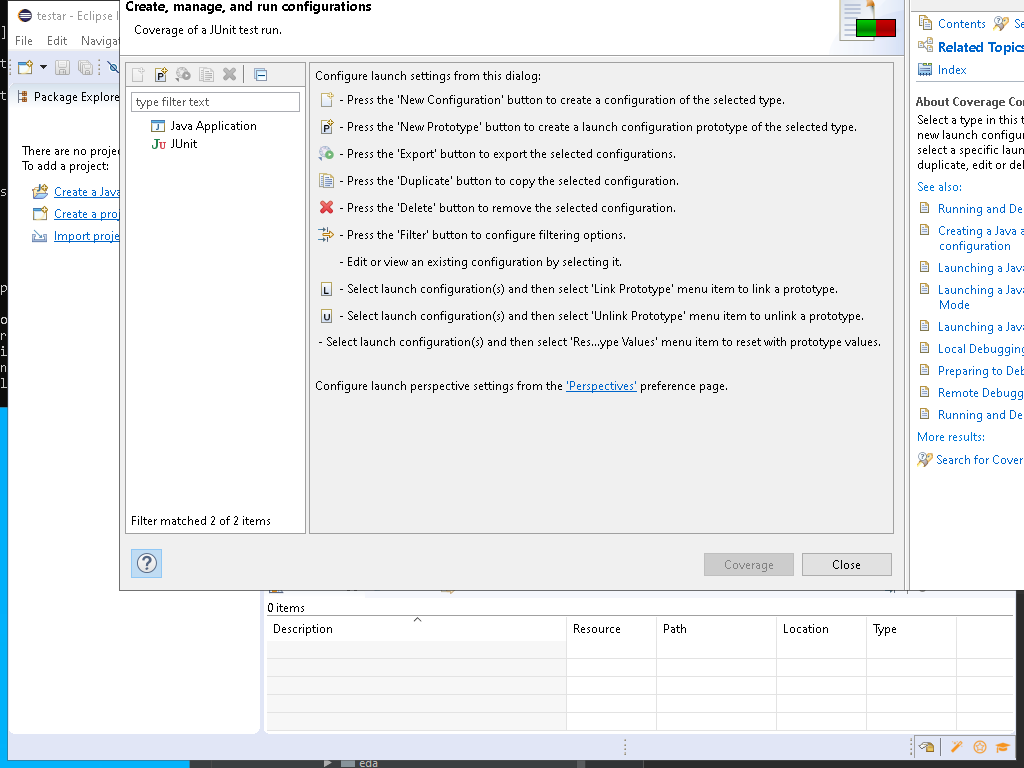 Create, manage, and run configurations
Coverage of a JUnit test run.
testar - Eclipse I
File Edit Naviga
Package Explore
There are no proje
To add a project:
Create a Java
Create a proj
Import proje
type filter text
Java Application
JUnit
Filter matched 2 of 2 items
Configure launch settings from this dialog:
- Press the 'New Configuration' button to create a configuration of the selected type.
- Press the 'New Prototype' button to create a launch configuration prototype of the selected type.
- Press the 'Export' button to export the selected configurations.
- Press the 'Duplicate' button to copy the selected configuration.
- Press the 'Delete' button to remove the selected configuration.
- Press the 'Filter' button to configure filtering options.
- Edit or view an existing configuration by selecting it.
- Select launch configuration(s) and then select 'Link Prototype' menu item to link a prototype.
- Select launch configuration(s) and then select 'Unlink Prototype' menu item to unlink a prototype.
- Select launch configuration(s) and then select 'Res...ype Values' menu item to reset with prototype values.
Configure launch perspective settings from the 'Perspectives' preference page.
Coverage Close
Contents Se
Related Topics
Index
About Coverage Con
Select a type in this t
new launch configur
select a specific laun
duplicate, edit or del
See also:
Running and De
Creating a Java a
configuration
Launching a Java
Launching a Java
Mode
Launching a Java
Local Debugging
Preparing to Deb
Remote Debugg
Running and De
More results:
Search for Cover
0 items
Description Resource Path Location Type
eda